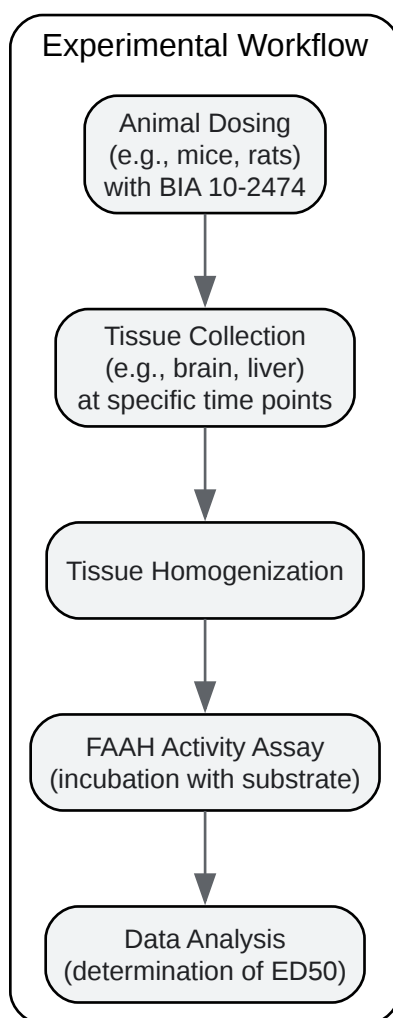 Experimental Workflow
Animal Dosing
(e.g., mice, rats)
with BIA 10-2474
Tissue Collection
(e.g., brain, liver)
at specific time points
Tissue Homogenization
FAAH Activity Assay
(incubation with substrate)
Data Analysis
(determination of ED50)